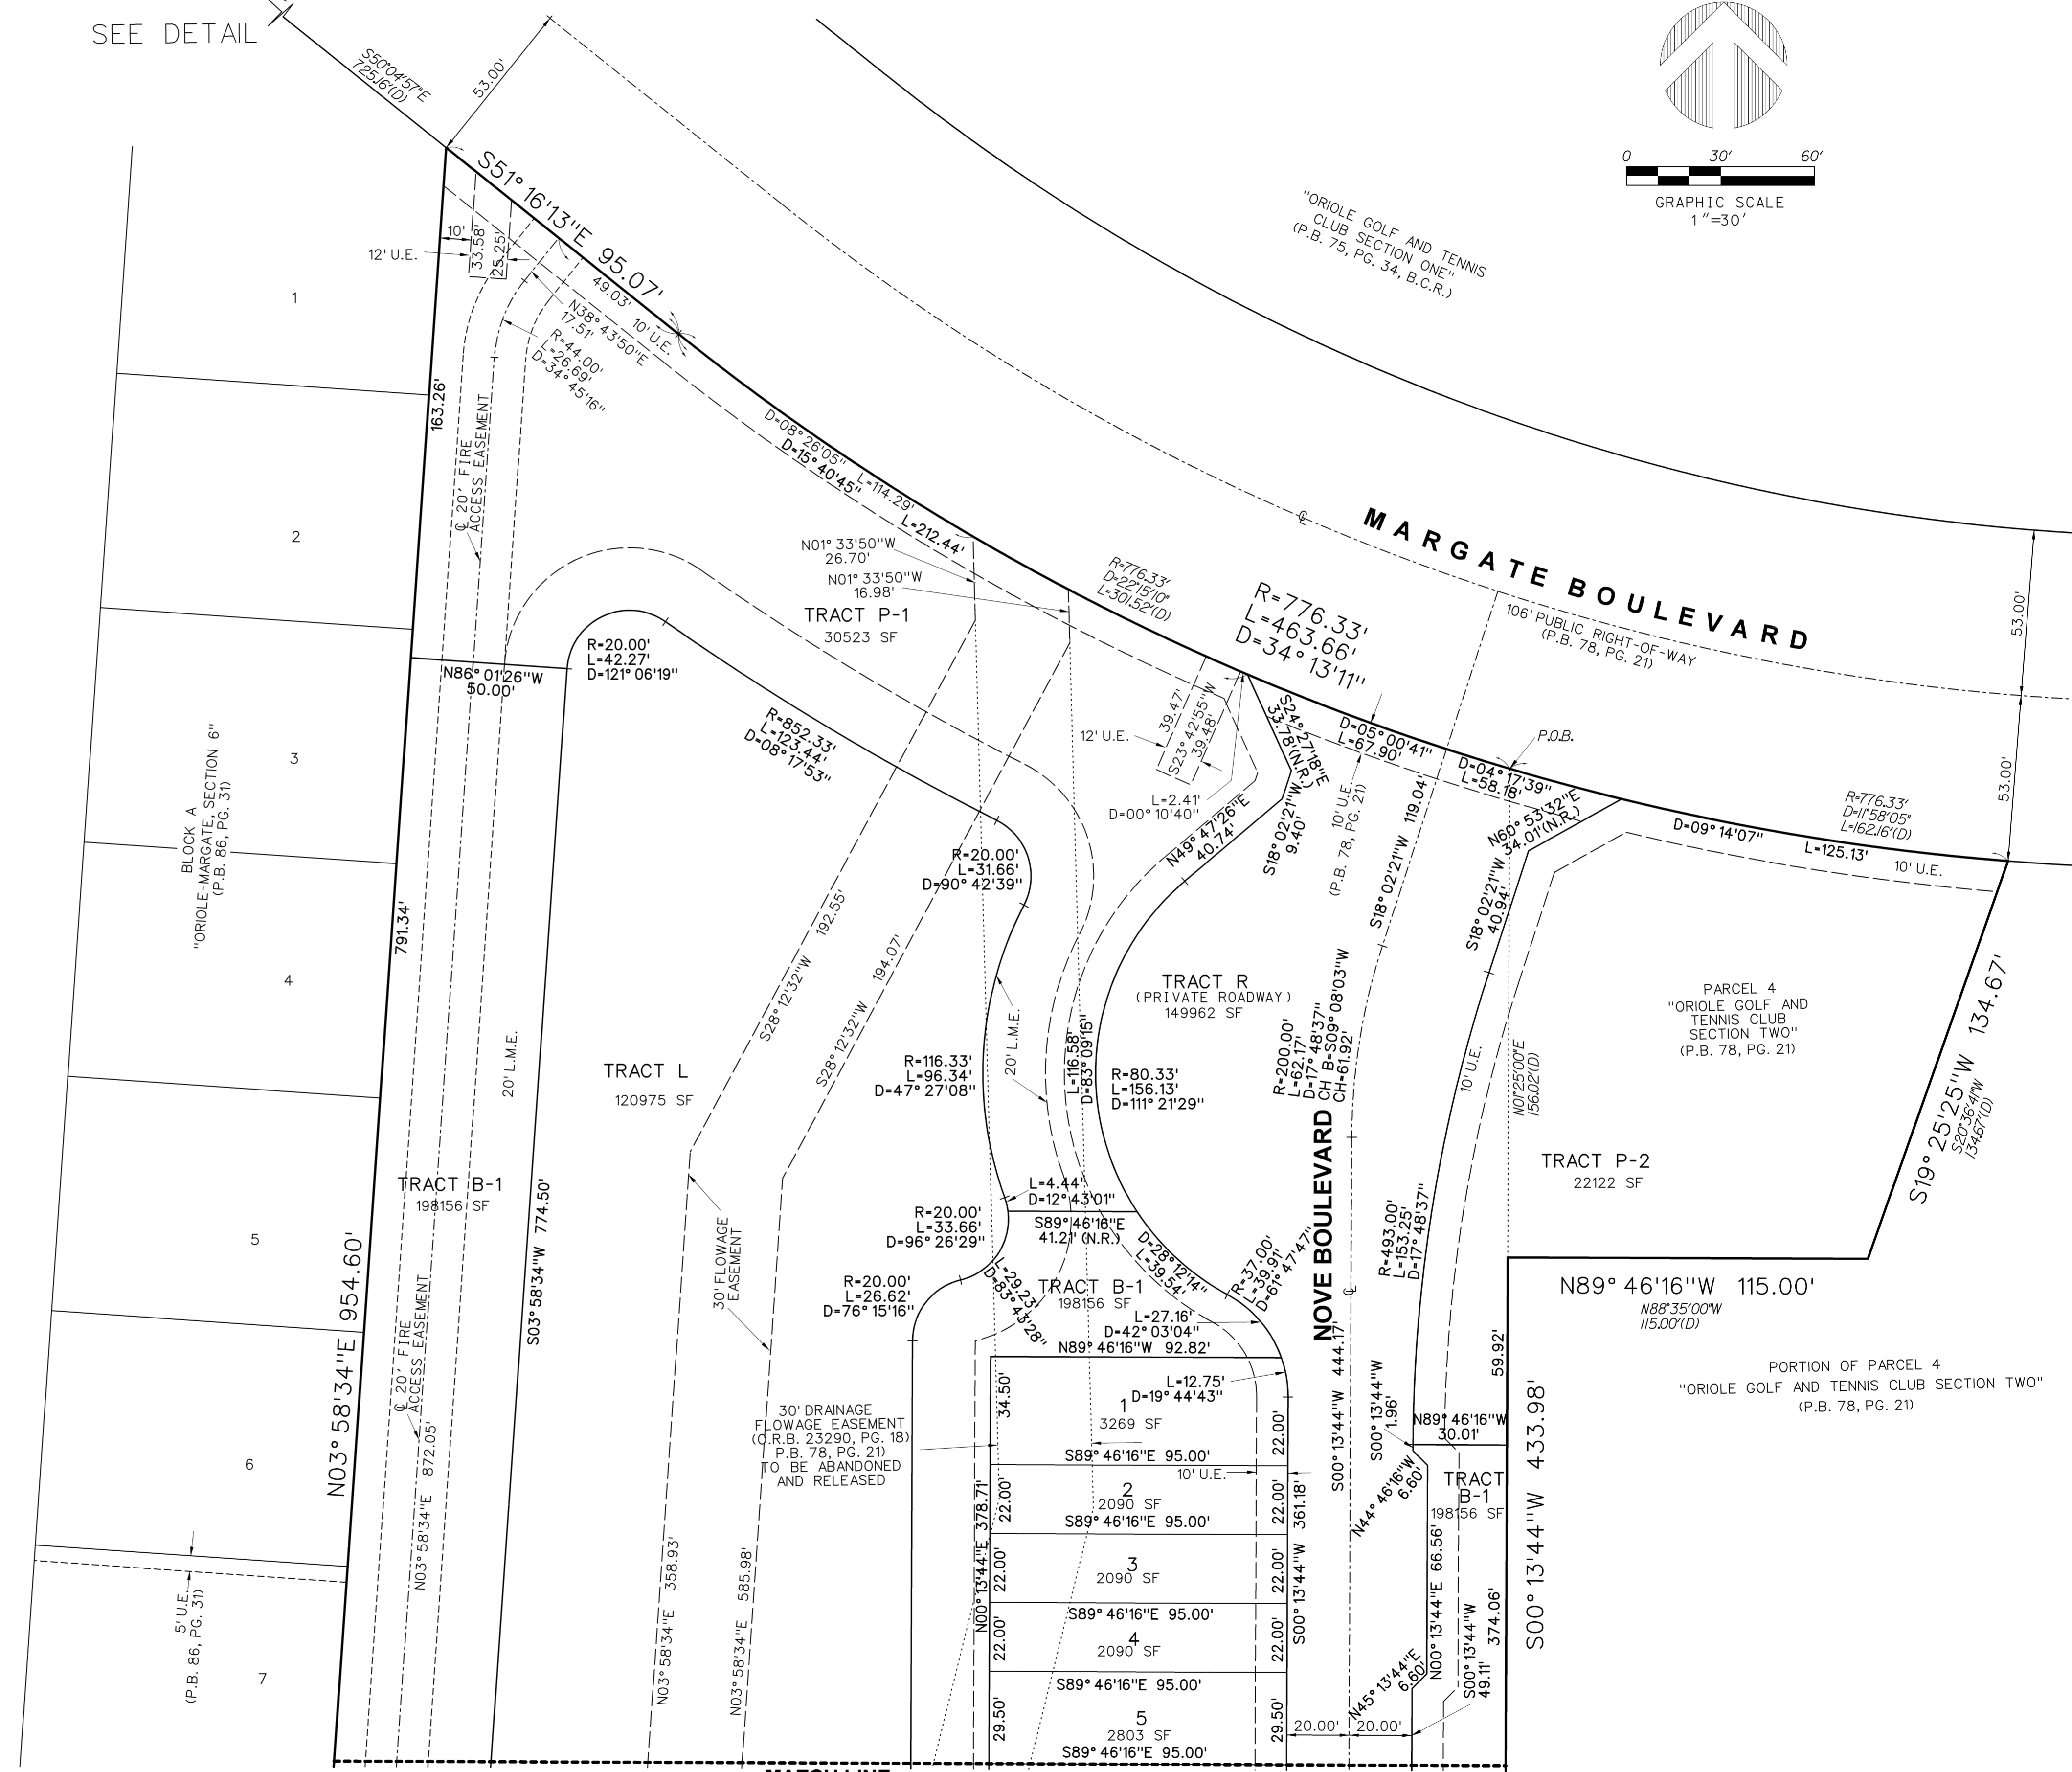 SEE DETAIL
S50°04'57"E
725.16'(D)
53.00'
0 30' 60'
GRAPHIC SCALE
1"=30'
"ORIOLE GOLF AND TENNIS
CLUB SECTION ONE"
(P.B. 75, PG. 34, B.C.R.)
S51°16'13"E 95.07'
10'
12' U.E.
33.58'
25.25'
49.03'
10' U.E.
N38°43'50"E
17.51'
R=44.00'
L=26.69'
D=34°45'16"
1
2
3
4
5
6
7
BLOCK A
"ORIOLE-MARGATE, SECTION 6"
(P.B. 86, PG. 31)
5' U.E.
(P.B. 86, PG. 31)
163.26'
℄ 20' FIRE
ACCESS EASEMENT
D=08°26'05" L=114.29'
D=15°40'45" L=212.44'
N01°33'50"W
26.70'
N01°33'50"W
16.98'
TRACT P-1
30523 SF
R=776.33'
D=22°15'10"
L=301.52'(D)
R=776.33'
L=463.66'
D=34°13'11"
℄
MARGATE BOULEVARD
106' PUBLIC RIGHT-OF-WAY
(P.B. 78, PG. 21)
53.00'
53.00'
N86°01'26"W
50.00'
R=20.00'
L=42.27'
D=121°06'19"
R=852.33'
L=123.44'
D=08°17'53"
39.47'
S23°42'55"W
39.48'
12' U.E.
L=2.41'
D=00°10'40"
S24°27'18"E
33.78'(N.R.)
D=05°00'41"
L=67.90'
P.O.B.
D=04°17'39"
L=58.18'
N60°53'32"E
34.01'(N.R.)
R=776.33'
D=11°58'05"
L=162.16'(D)
D=09°14'07" L=125.13'
10' U.E.
N49°47'26"E
40.74'
S18°02'21"W
9.40'
10' U.E.
(P.B. 78, PG. 21)
S18°02'21"W 119.04'
S18°02'21"W
40.94'
R=20.00'
L=31.66'
D=90°42'39"
791.34'
S28°12'32"W 192.55'
S28°12'32"W 194.07'
TRACT R
(PRIVATE ROADWAY)
149962 SF
PARCEL 4
"ORIOLE GOLF AND
TENNIS CLUB
SECTION TWO"
(P.B. 78, PG. 21)
S19°25'25"W 134.67'
S20°36'41"W
134.67'(D)
20' L.M.E.
TRACT L
120975 SF
R=116.33'
L=96.34'
D=47°27'08"
20' L.M.E.
L=116.58'
D=83°09'15"
R=80.33'
L=156.13'
D=111°21'29"
R=200.00'
L=62.17'
D=17°48'37"
CH B=S09°08'03"W
CH=61.92'
10' U.E.
N01°25'00"E
156.02'(D)
TRACT P-2
22122 SF
TRACT B-1
198156 SF
S03°58'34"W 774.50'
30' FLOWAGE
EASEMENT
L=4.44'
D=12°43'01"
R=20.00'
L=33.66'
D=96°26'29"
S89°46'16"E
41.21' (N.R.)
R=20.00'
L=26.62'
D=76°15'16"
L=29.23'
D=83°43'28"
TRACT B-1
198156 SF
D=28°12'14"
L=39.54'
R=37.00'
L=39.91'
D=61°47'47"
NOVE BOULEVARD
℄
R=493.00'
L=153.25'
D=17°48'37"
N89°46'16"W 115.00'
N88°35'00"W
115.00'(D)
L=27.16'
D=42°03'04"
N89°46'16"W 92.82'
N03°58'34"E 954.60'
℄ 20' FIRE
ACCESS EASEMENT
N03°58'34"E 872.05'
59.92'
PORTION OF PARCEL 4
"ORIOLE GOLF AND TENNIS CLUB SECTION TWO"
(P.B. 78, PG. 21)
30' DRAINAGE
FLOWAGE EASEMENT
(O.R.B. 23290, PG. 18)
P.B. 78, PG. 21)
TO BE ABANDONED
AND RELEASED
34.50'
L=12.75'
D=19°44'43"
1
3269 SF
S89°46'16"E 95.00'
22.00'
10' U.E.
S00°13'44"W 444.17'
S00°13'44"W
1.96'
N89°46'16"W
30.01'
N44°46'16"W
6.60'
TRACT
B-1
198156 SF
S00°13'44"W 433.98'
2
2090 SF
S89°46'16"E 95.00'
22.00'
22.00'
N00°13'44"E 378.71'
S00°13'44"W 361.18'
3
2090 SF
S89°46'16"E 95.00'
22.00'
22.00'
N00°13'44"E 66.56'
374.06'
4
2090 SF
S89°46'16"E 95.00'
22.00'
22.00'
N03°58'34"E 358.93'
N03°58'34"E 585.98'
N45°13'44"E
6.60'
S00°13'44"W
49.11'
29.50'
5
2803 SF
S89°46'16"E 95.00'
29.50'
20.00'
20.00'
MATCH LINE